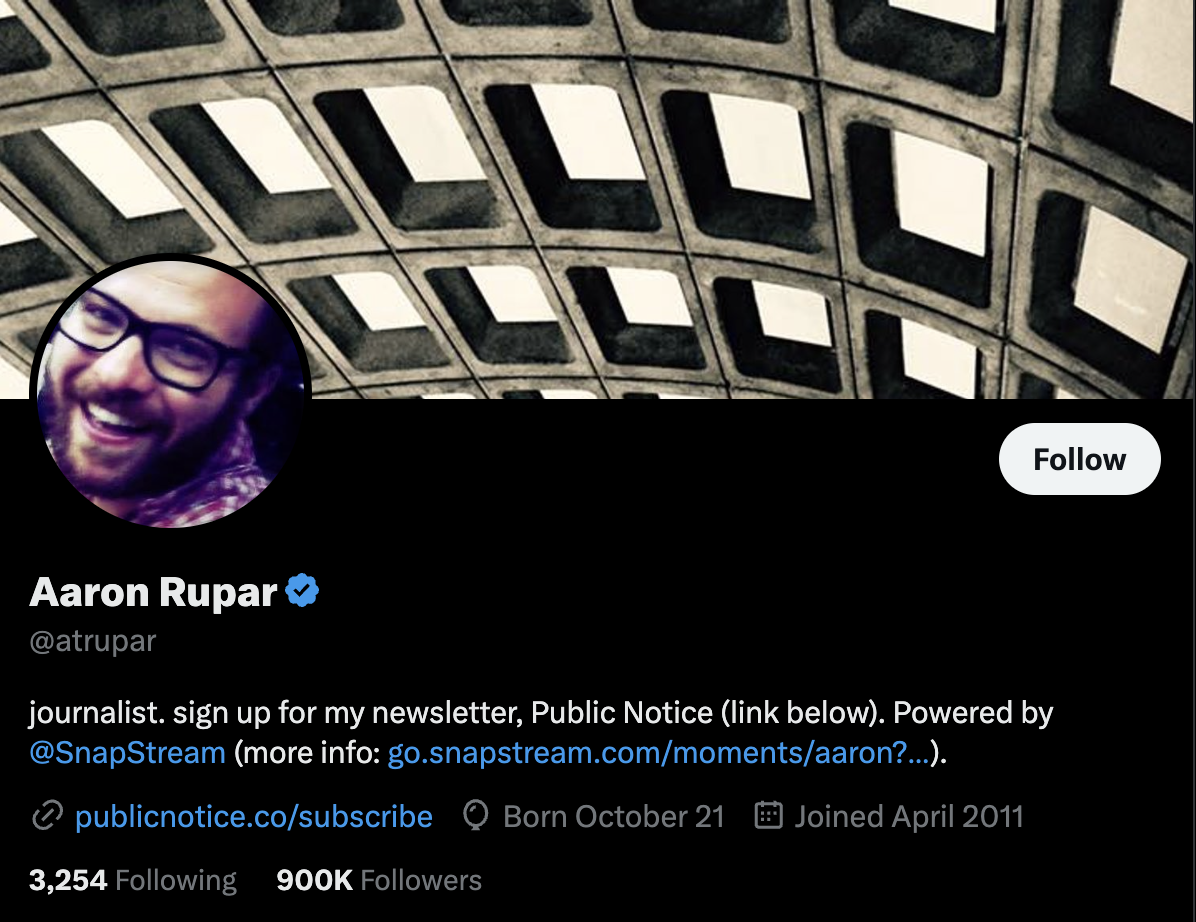 Follow
Aaron Rupar
@atrupar
journalist. sign up for my newsletter, Public Notice (link below). Powered by
@SnapStream (more info: go.snapstream.com/moments/aaron?...).
publicnotice.co/subscribe Born October 21 Joined April 2011
3,254 Following 900K Followers